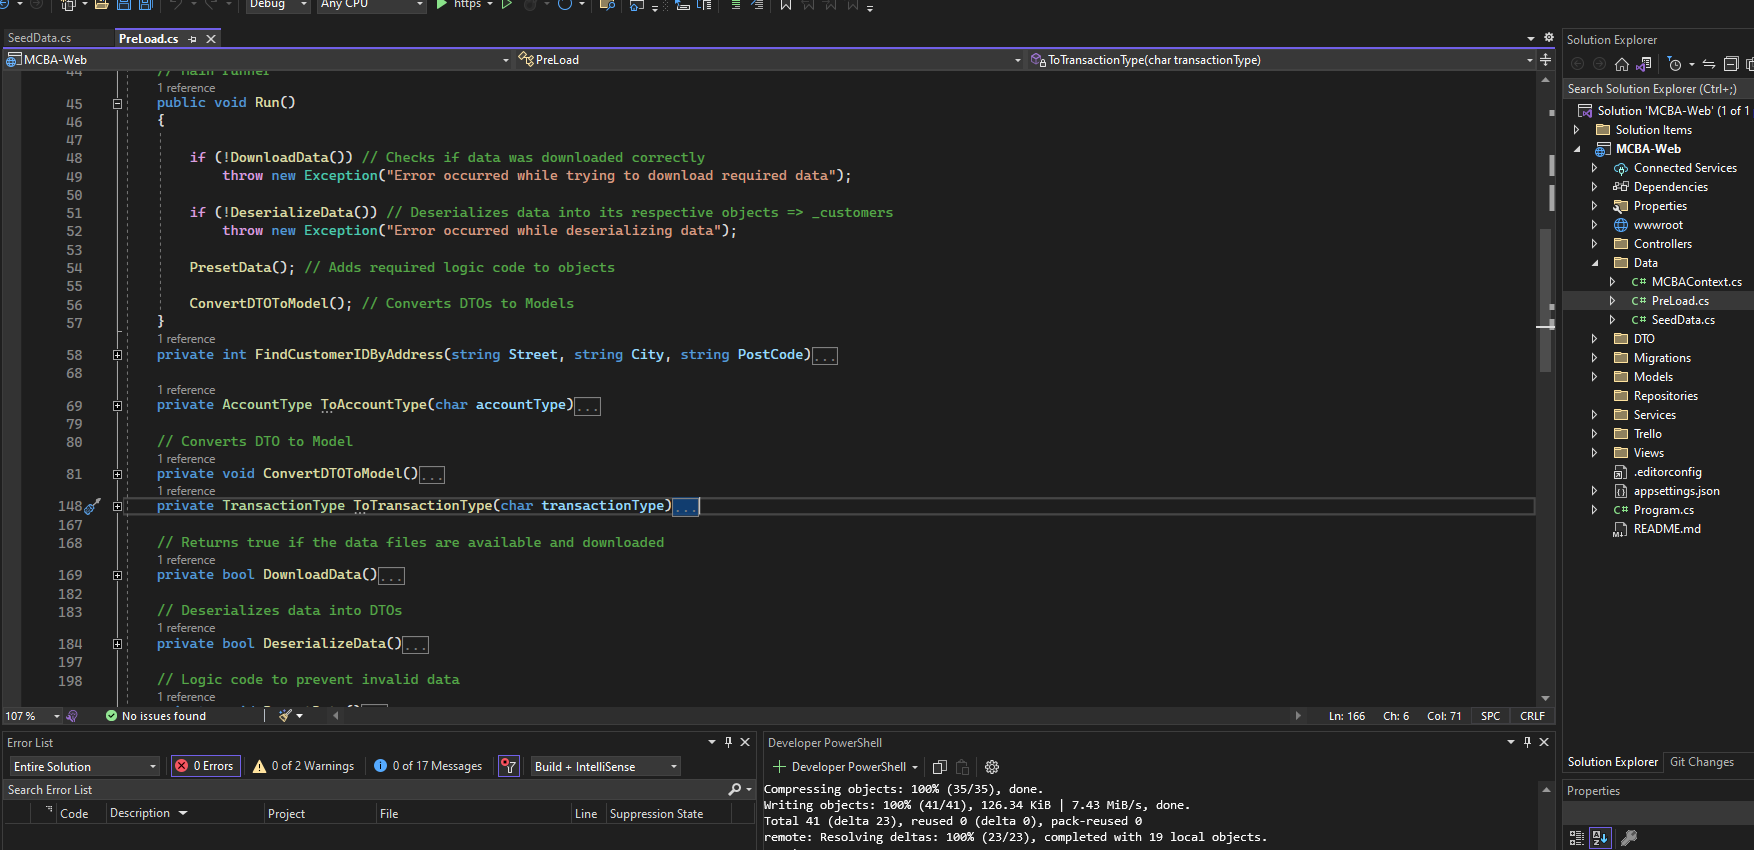 Debug
Any CPU
https
SeedData.cs
PreLoad.cs
MCBA-Web
PreLoad
ToTransactionType(char transactionType)
44 // Main runner
1 reference
45 public void Run()
46 {
47
48 if (!DownloadData()) // Checks if data was downloaded correctly
49 throw new Exception("Error occurred while trying to download required data");
50
51 if (!DeserializeData()) // Deserializes data into its respective objects => _customers
52 throw new Exception("Error occurred while deserializing data");
53
54 PresetData(); // Adds required logic code to objects
55
56 ConvertDTOToModel(); // Converts DTOs to Models
57 }
1 reference
58 private int FindCustomerIDByAddress(string Street, string City, string PostCode)...
68
1 reference
69 private AccountType ToAccountType(char accountType)...
79
80 // Converts DTO to Model
1 reference
81 private void ConvertDTOToModel()...
1 reference
148 private TransactionType ToTransactionType(char transactionType)...
167
168 // Returns true if the data files are available and downloaded
1 reference
169 private bool DownloadData()...
182
183 // Deserializes data into DTOs
1 reference
184 private bool DeserializeData()...
197
198 // Logic code to prevent invalid data
1 reference
107 %
No issues found
Ln: 166 Ch: 6 Col: 71 SPC CRLF
Error List
Entire Solution
0 Errors
0 of 2 Warnings
0 of 17 Messages
Build + IntelliSense
Search Error List
Code Description Project File Line Suppression State
Developer PowerShell
Developer PowerShell
Compressing objects: 100% (35/35), done.
Writing objects: 100% (41/41), 126.34 KiB | 7.43 MiB/s, done.
Total 41 (delta 23), reused 0 (delta 0), pack-reused 0
remote: Resolving deltas: 100% (23/23), completed with 19 local objects.
Solution Explorer
Search Solution Explorer (Ctrl+;)
Solution 'MCBA-Web' (1 of 1
Solution Items
MCBA-Web
Connected Services
Dependencies
Properties
wwwroot
Controllers
Data
C# MCBAContext.cs
C# PreLoad.cs
C# SeedData.cs
DTO
Migrations
Models
Repositories
Services
Trello
Views
.editorconfig
appsettings.json
C# Program.cs
README.md
Solution Explorer
Git Changes
Properties